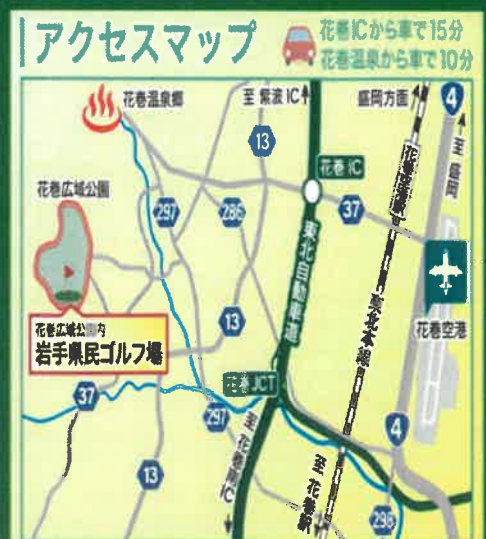 アクセスマップ
花巻ICから車で15分
花巻温泉から車で10分
花巻温泉郷
至 紫波IC
盛岡方面
4
至 盛岡
13
花巻広域公園
花巻IC
花巻空港駅
297
286
37
東北自動車道
東北本線
花巻空港
13
花巻広域公園内
岩手県民ゴルフ場
花巻JCT
37
297
至 花巻南IC
4
13
至 花巻駅
298